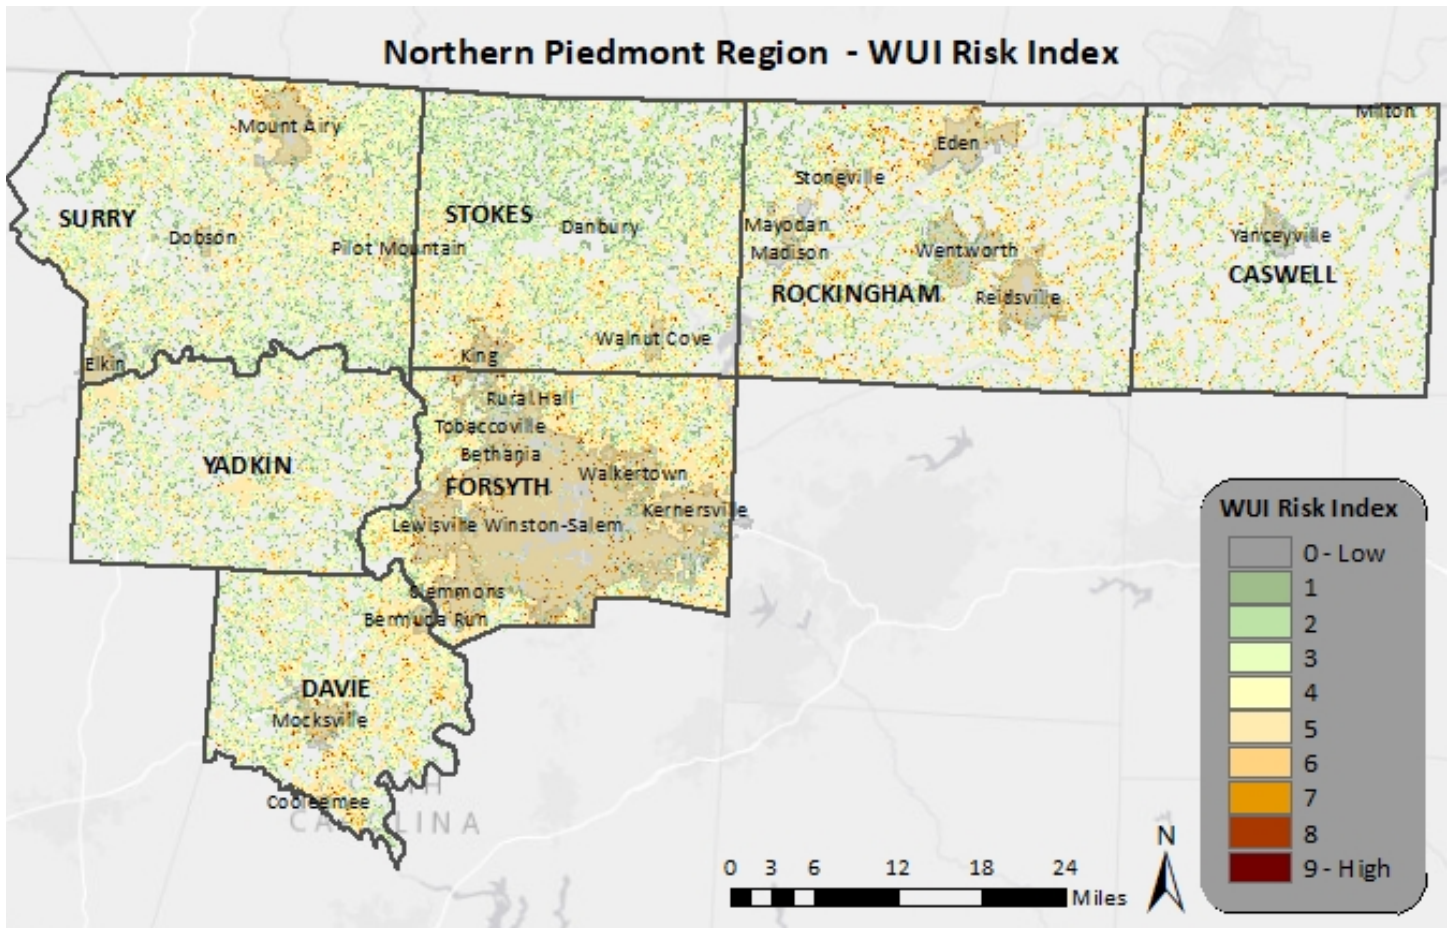 Northern Piedmont Region - WUI Risk Index
Milton
Mount Airy
Eden
Stoneville
SURRY
STOKES
Danbury
Mayodan
Dobson
Pilot Mountain
Madison
Wentworth
Yanceyville
CASWELL
ROCKINGHAM
Reidsville
Walnut Cove
King
Elkin
Rural Hall
Tobaccoville
Bethania
YADKIN
Walkertown
FORSYTH
Kernersville
Lewisville Winston-Salem
Clemmons
Bermuda Run
DAVIE
Mocksville
Cooleemee
CAROLINA
WUI Risk Index
0 - Low
1
2
3
4
5
6
7
8
9 - High
N
0 3 6 12 18 24
Miles